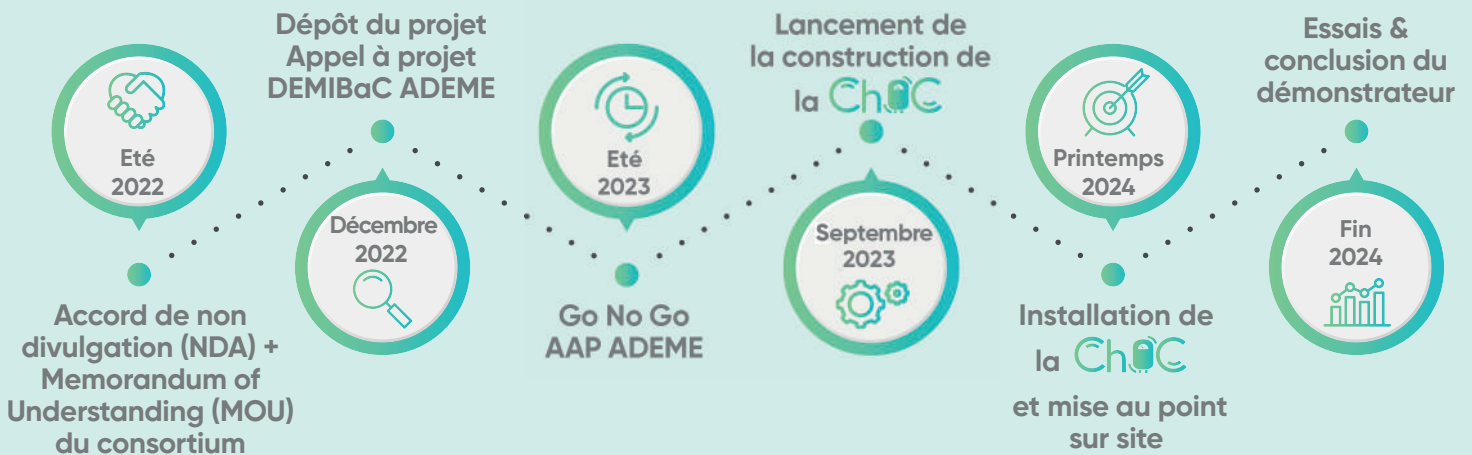 Eté
2022
Accord de non
divulgation (NDA) +
Memorandum of
Understanding (MOU)
du consortium
Dépôt du projet
Appel à projet
DEMIBaC ADEME
Décembre
2022
Eté
2023
Go No Go
AAP ADEME
Lancement de
la construction de
la ChOC
Septembre
2023
Printemps
2024
Installation de
la ChOC
et mise au point
sur site
Essais &
conclusion du
démonstrateur
Fin
2024